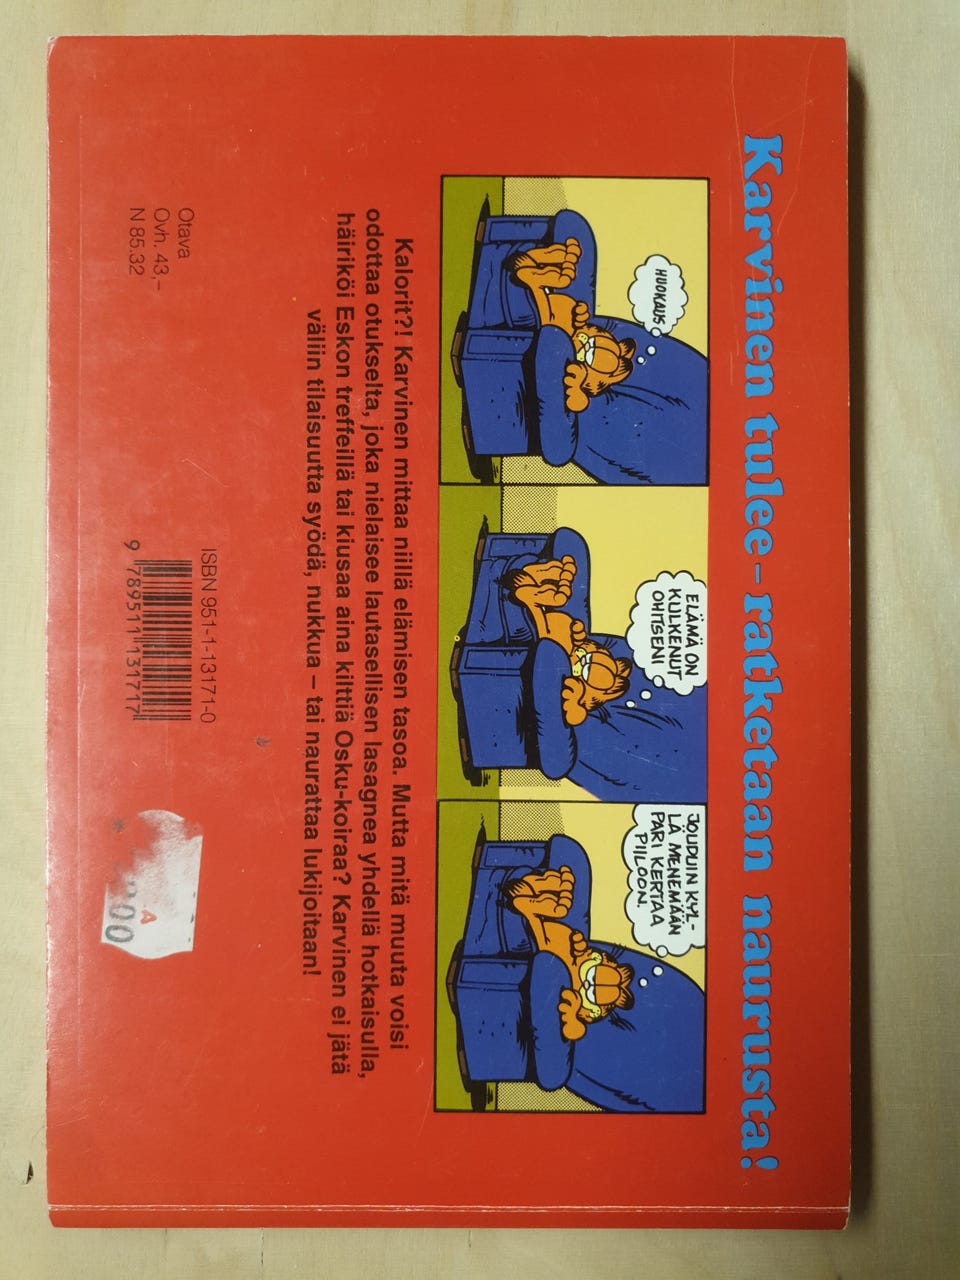 Karvinen tulee – ratketaan naurusta!
HUOKAUS
ELÄMÄ ON
KULKENUT
OHITSENI
JOUDUIN KYL-
LÄ MENEMÄÄN
PARI KERTAA
PIILOON.
Kalorit?! Karvinen mittaa niillä elämisen tasoa. Mutta mitä muuta voisi
odottaa otukselta, joka nielaisee lautasellisen lasagnea yhdellä hotkaisulla,
häiriköi Eskon treffeillä tai kiusaa aina kilttiä Osku-koiraa? Karvinen ei jätä
väliin tilaisuutta syödä, nukkua – tai naurattaa lukijoitaan!
Otava
Ovh. 43,–
N 85.32
ISBN 951-1-13171-0
9 789511 131717
A